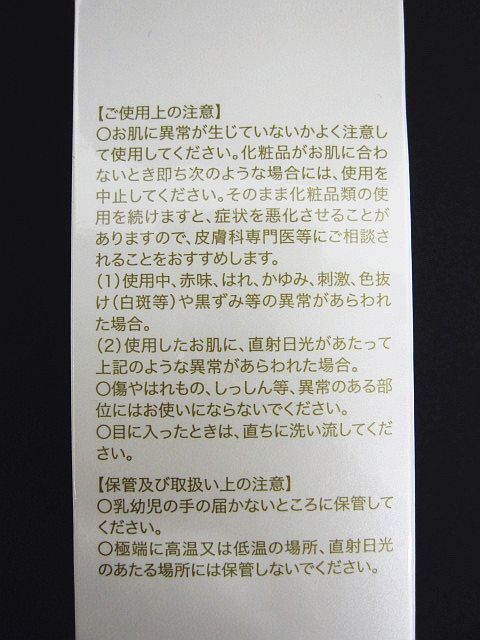 【ご使用上の注意】
〇お肌に異常が生じていないかよく注意し
て使用してください。化粧品がお肌に合わ
ないとき即ち次のような場合には、使用を
中止してください。そのまま化粧品類の使
用を続けますと、症状を悪化させることが
ありますので、皮膚科専門医等にご相談さ
れることをおすすめします。
(1)使用中、赤味、はれ、かゆみ、刺激、色抜
け(白斑等)や黒ずみ等の異常があらわれ
た場合。
(2)使用したお肌に、直射日光があたって
上記のような異常があらわれた場合。
〇傷やはれもの、しっしん等、異常のある部
位にはお使いにならないでください。
〇目に入ったときは、直ちに洗い流してくだ
さい。
【保管及び取扱い上の注意】
〇乳幼児の手の届かないところに保管して
ください。
〇極端に高温又は低温の場所、直射日光
のあたる場所には保管しないでください。